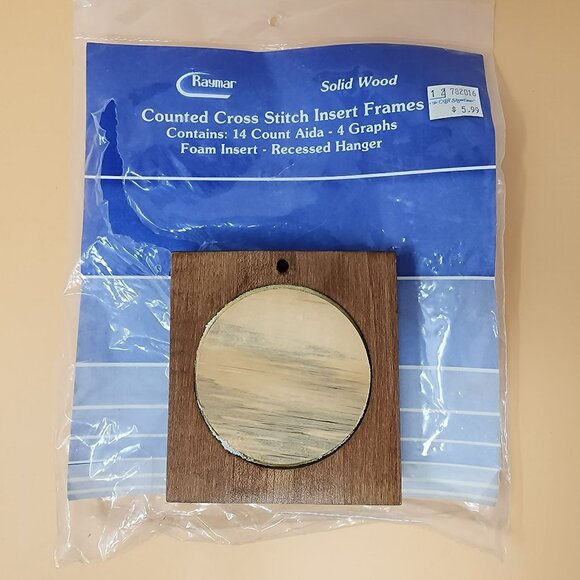 Raymar
Solid Wood
Counted Cross Stitch Insert Frames
Contains: 14 Count Aida - 4 Graphs
Foam Insert - Recessed Hanger
782016
$ 5.99